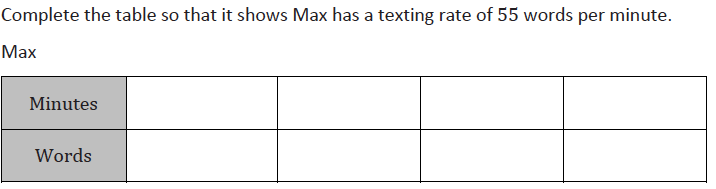 Complete the table so that it shows Max has a texting rate of 55 words per minute.
Max
Minutes
Words